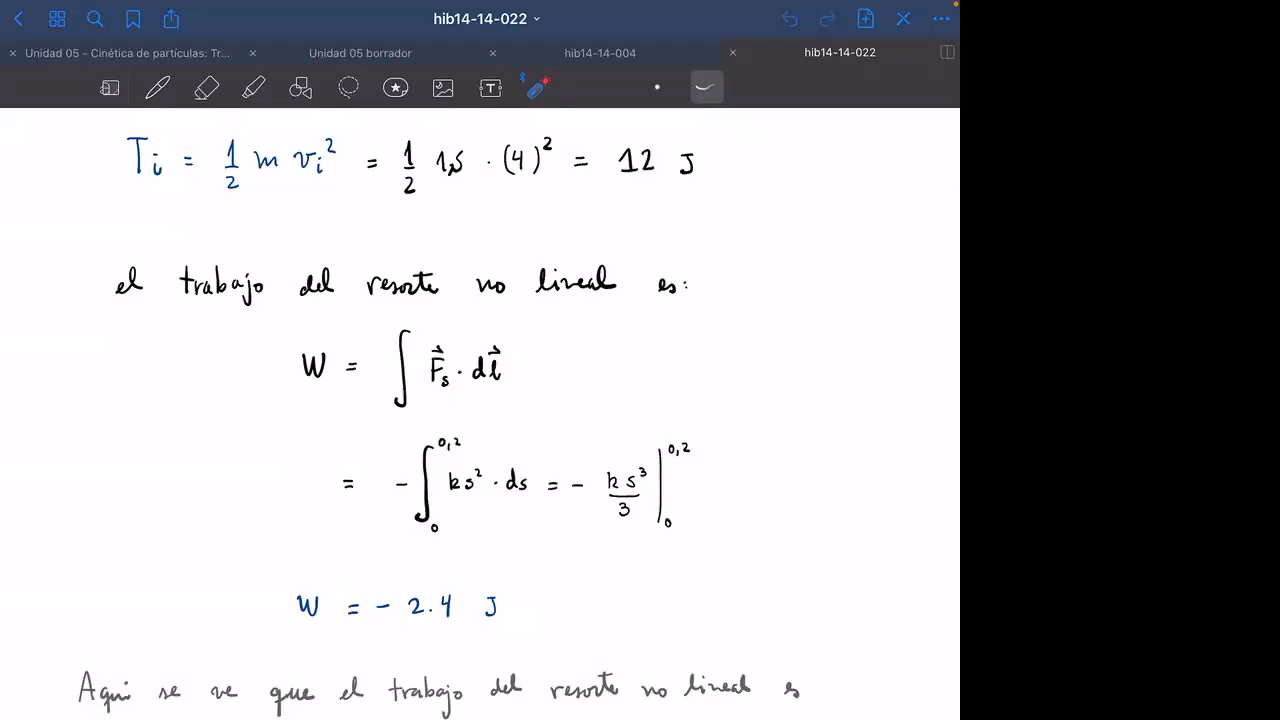 hib14-14-022
Unidad 05 - Cinética de partículas: Tr...
Unidad 05 borrador
hib14-14-004
hib14-14-022
Ti = 1/2 m vi² = 1/2 1,5 · (4)² = 12 J
el trabajo del resorte no lineal es:
W = ∫ F⃗s · dl⃗
= - ∫₀^0,2 ks² · ds = - ks³/3 |₀^0,2
W = - 2.4 J
Aqui se ve que el trabajo del resorte no lineal es